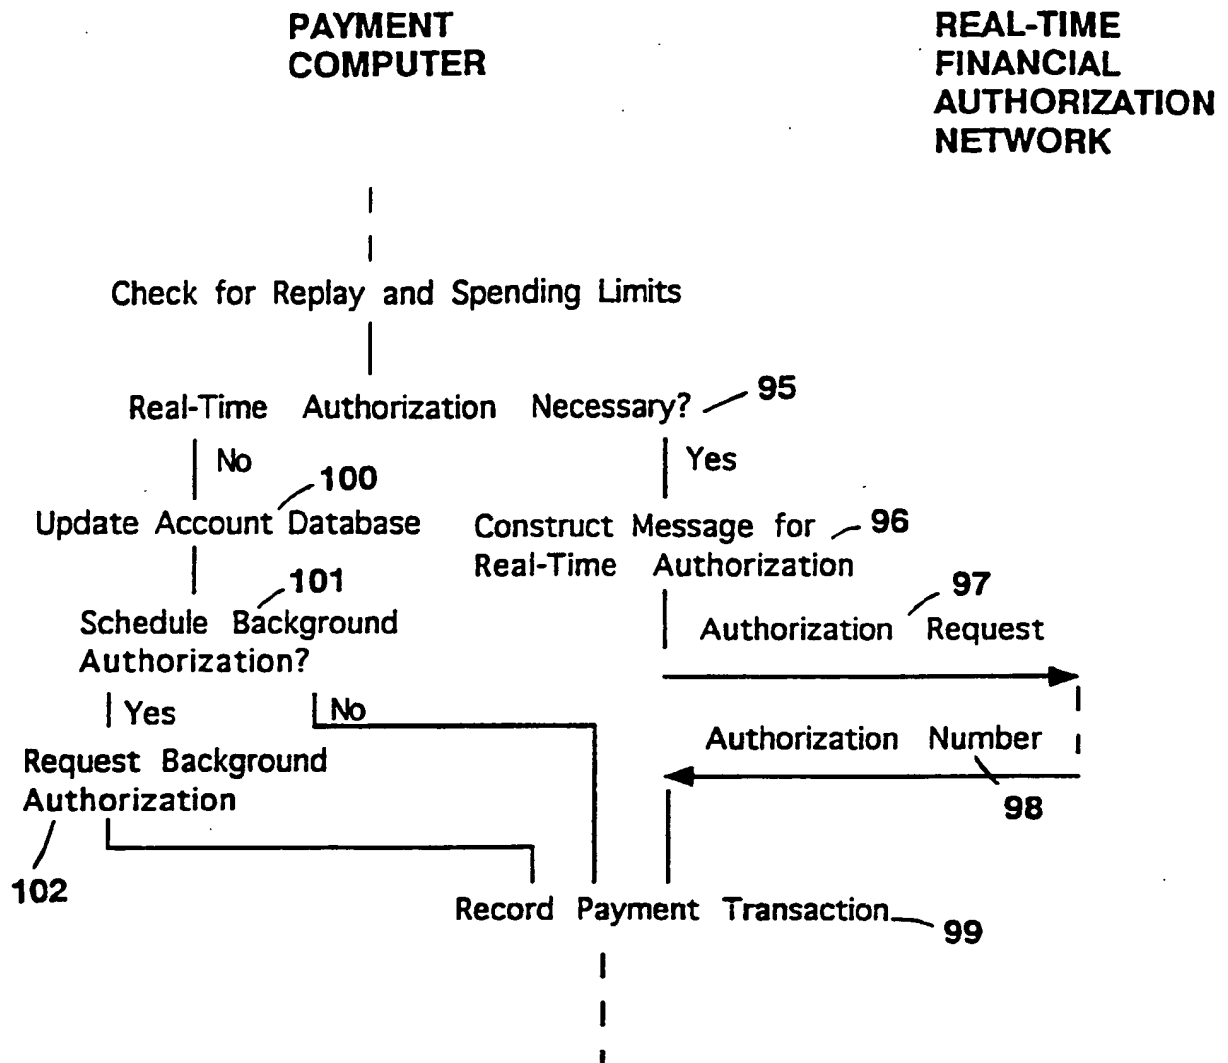 PAYMENT
COMPUTER
REAL-TIME
FINANCIAL
AUTHORIZATION
NETWORK
Check for Replay and Spending Limits
Real-Time Authorization Necessary?
95
No
Yes
100
Update Account Database
Construct Message for
Real-Time Authorization
96
101
Schedule Background
Authorization?
97
Authorization Request
Yes
No
Authorization Number
98
Request Background
Authorization
102
Record Payment Transaction
99